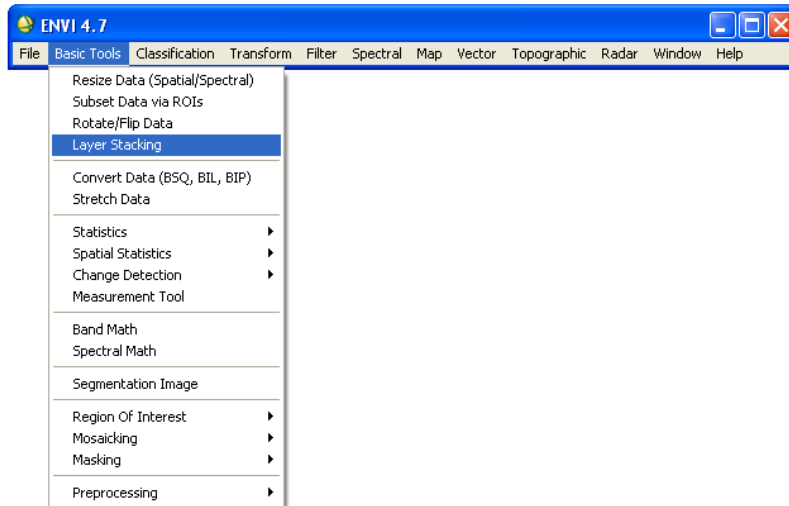 ENVI 4.7
File Basic Tools Classification Transform Filter Spectral Map Vector Topographic Radar Window Help
Resize Data (Spatial/Spectral)
Subset Data via ROIs
Rotate/Flip Data
Layer Stacking
Convert Data (BSQ, BIL, BIP)
Stretch Data
Statistics
Spatial Statistics
Change Detection
Measurement Tool
Band Math
Spectral Math
Segmentation Image
Region Of Interest
Mosaicking
Masking
Preprocessing